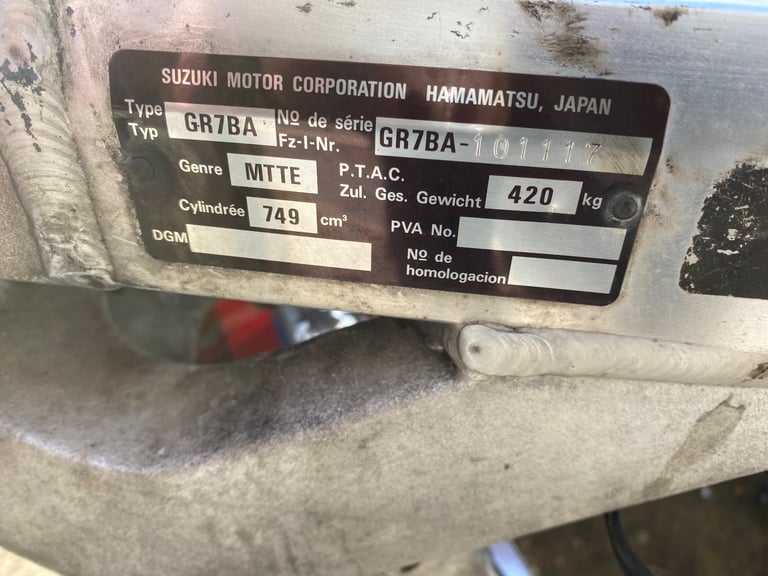 SUZUKI MOTOR CORPORATION HAMAMATSU, JAPAN
Type
Typ
GR7BA
Nº de série
Fz-I-Nr.
GR7BA-101117
Genre MTTE
P.T.A.C.
Zul. Ges. Gewicht
420 kg
Cylindrée 749 cm³
PVA No.
DGM
Nº de
homologacion